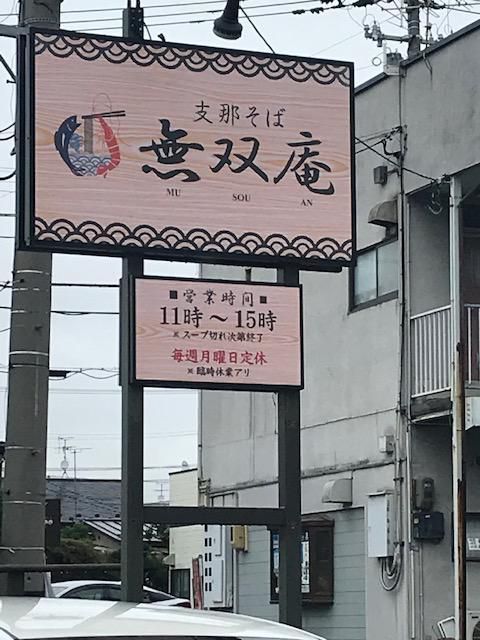 支那そば
無双庵
MU SOU AN
■営業時間■
11時～15時
※スープ切れ次第終了
毎週月曜日定休
※臨時休業アリ